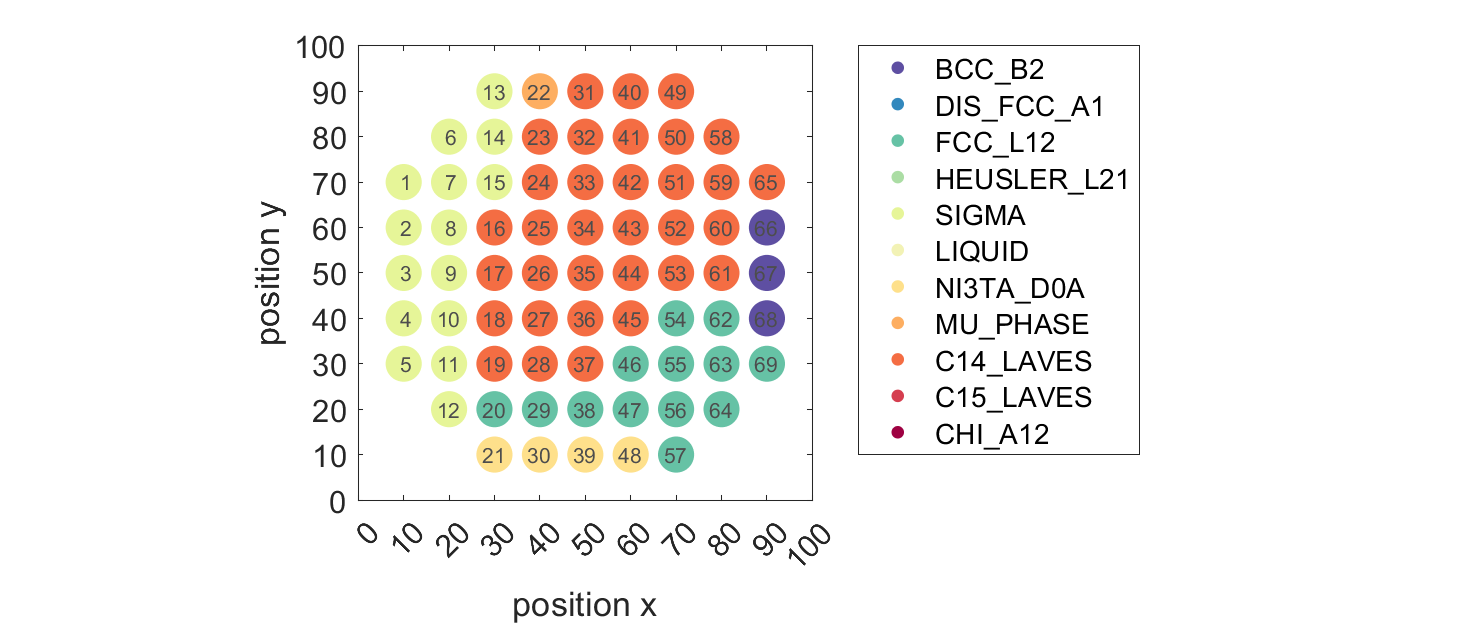 100
90
80
70
60
50
40
30
20
10
0
position y
13 22 31 40 49
6 14 23 32 41 50 58
1 7 15 24 33 42 51 59 65
2 8 16 25 34 43 52 60 66
3 9 17 26 35 44 53 61 67
4 10 18 27 36 45 54 62 68
5 11 19 28 37 46 55 63 69
12 20 29 38 47 56 64
21 30 39 48 57
0 10 20 30 40 50 60 70 80 90 100
position x
BCC_B2
DIS_FCC_A1
FCC_L12
HEUSLER_L21
SIGMA
LIQUID
NI3TA_D0A
MU_PHASE
C14_LAVES
C15_LAVES
CHI_A12